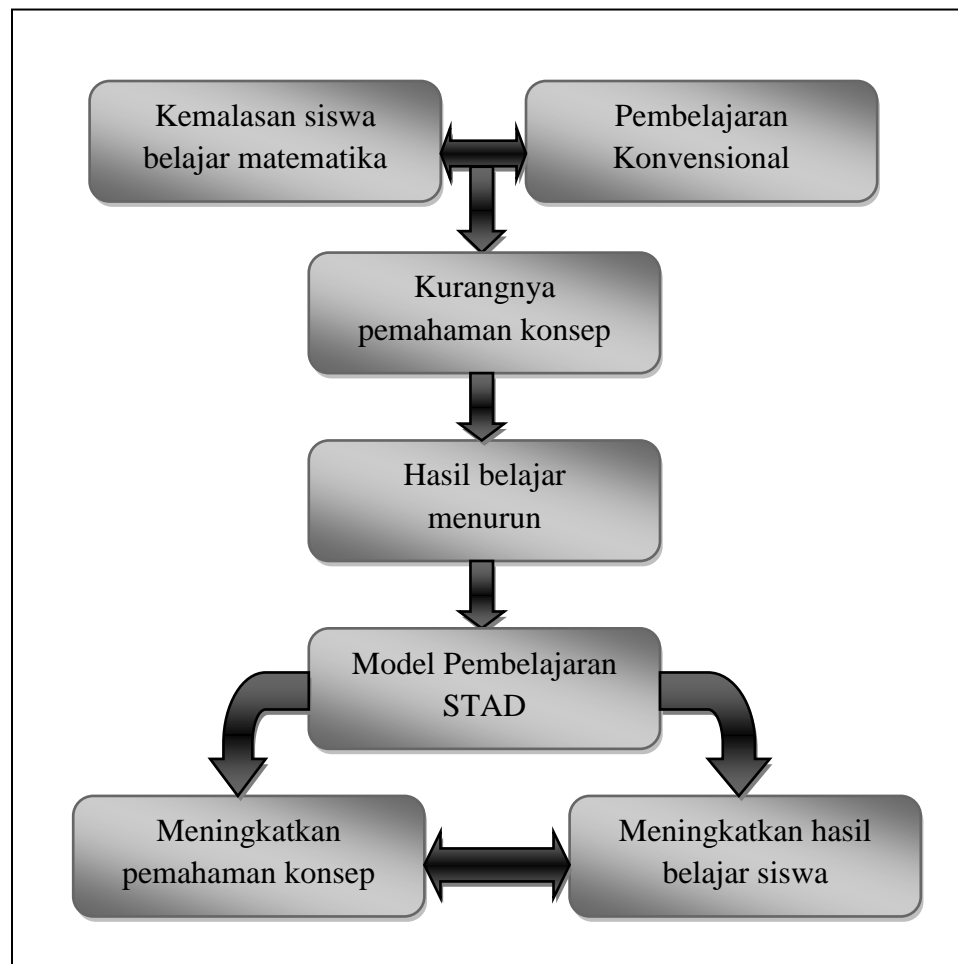 Kemalasan siswa
belajar matematika
Pembelajaran
Konvensional
Kurangnya
pemahaman konsep
Hasil belajar
menurun
Model Pembelajaran
STAD
Meningkatkan
pemahaman konsep
Meningkatkan hasil
belajar siswa